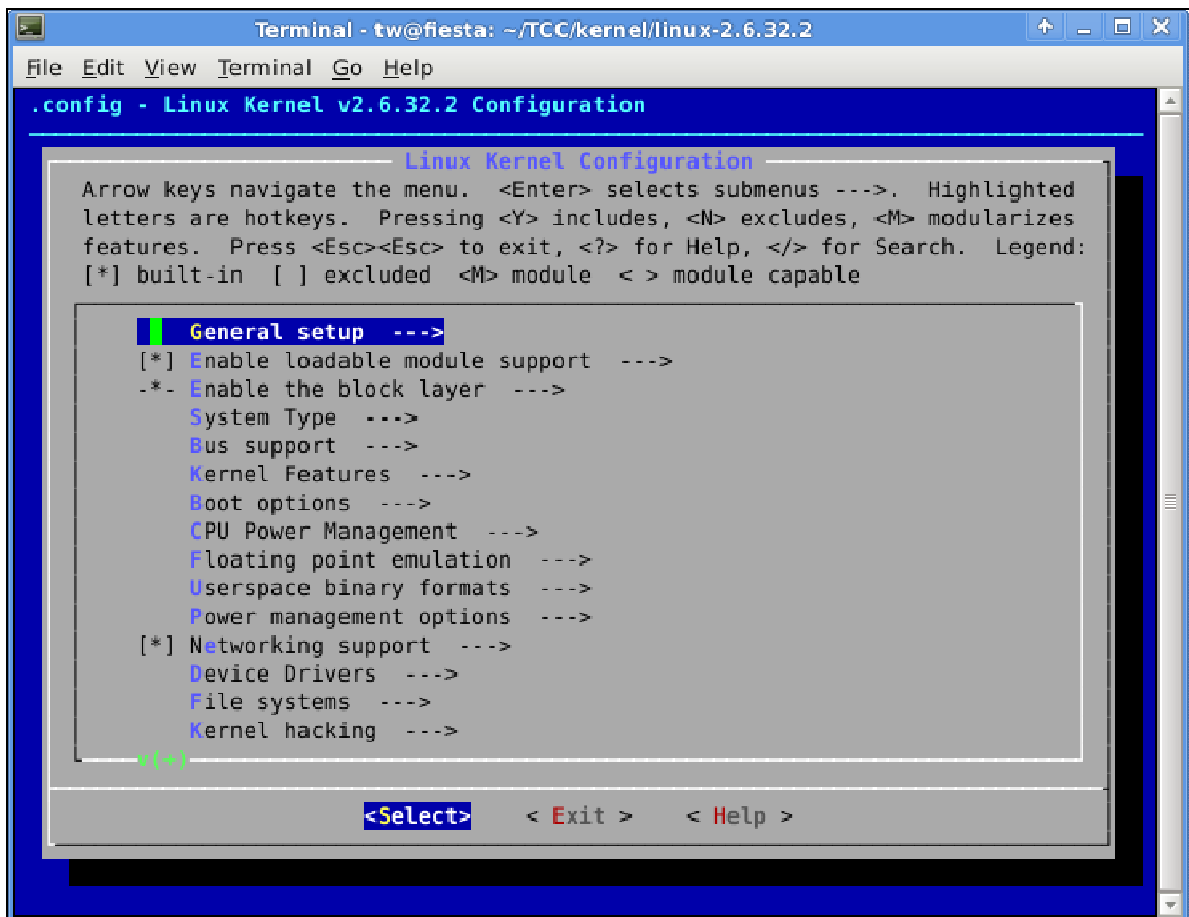 Terminal - tw@fiesta: ~/TCC/kernel/linux-2.6.32.2
File Edit View Terminal Go Help
.config - Linux Kernel v2.6.32.2 Configuration
Linux Kernel Configuration
Arrow keys navigate the menu.  <Enter> selects submenus --->.  Highlighted
letters are hotkeys.  Pressing <Y> includes, <N> excludes, <M> modularizes
features.  Press <Esc><Esc> to exit, <?> for Help, </> for Search.  Legend:
[*] built-in  [ ] excluded  <M> module  < > module capable
General setup  --->
[*] Enable loadable module support  --->
-*- Enable the block layer  --->
System Type  --->
Bus support  --->
Kernel Features  --->
Boot options  --->
CPU Power Management  --->
Floating point emulation  --->
Userspace binary formats  --->
Power management options  --->
[*] Networking support  --->
Device Drivers  --->
File systems  --->
Kernel hacking  --->
v(+)
<Select>    < Exit >    < Help >